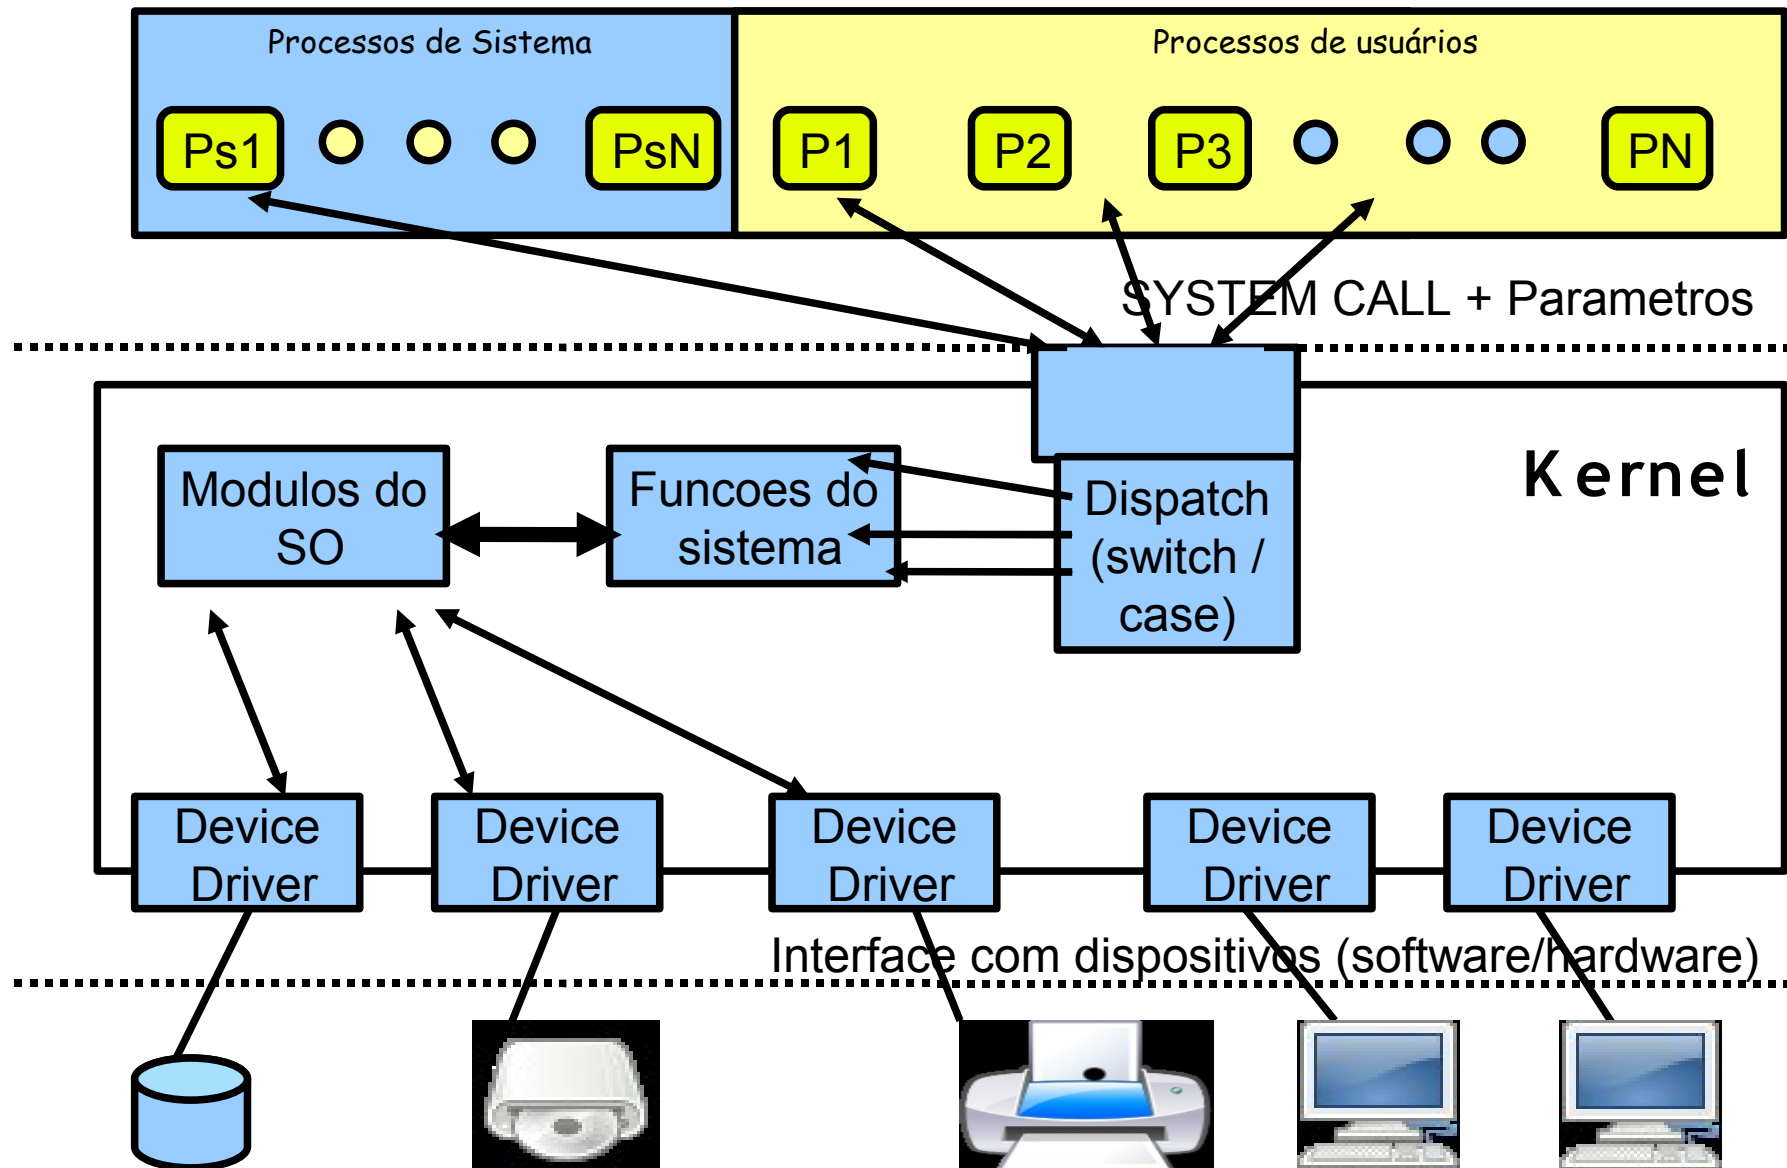 Processos de Sistema
Processos de usuários
Ps1
PsN
P1
P2
P3
PN
SYSTEM CALL + Parametros
Kernel
Modulos do
SO
Funcoes do
sistema
Dispatch
(switch /
case)
Device
Driver
Device
Driver
Device
Driver
Device
Driver
Device
Driver
Interface com dispositivos (software/hardware)